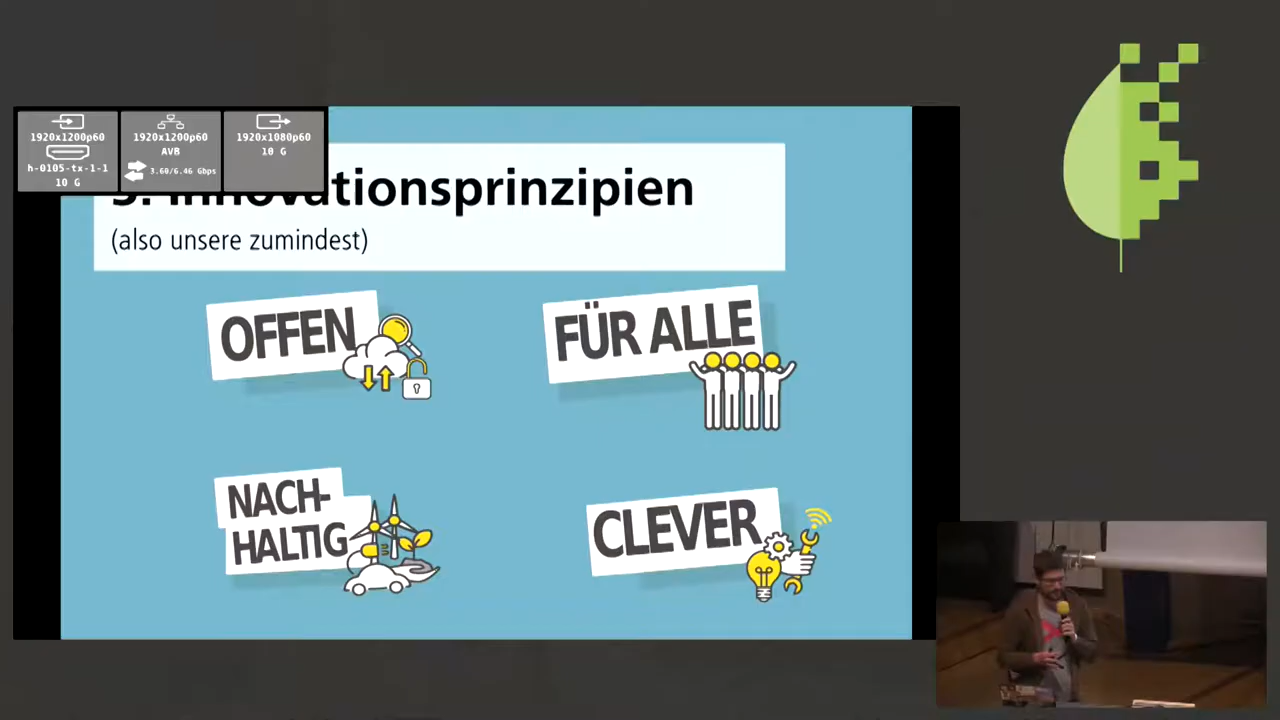 1920x1200p60
h-0105-tx-1-1
10 G
1920x1200p60
AVB
3.60/6.46 Gbps
1920x1080p60
10 G
3. Innovationsprinzipien
(also unsere zumindest)
OFFEN
FÜR ALLE
NACH-
HALTIG
CLEVER